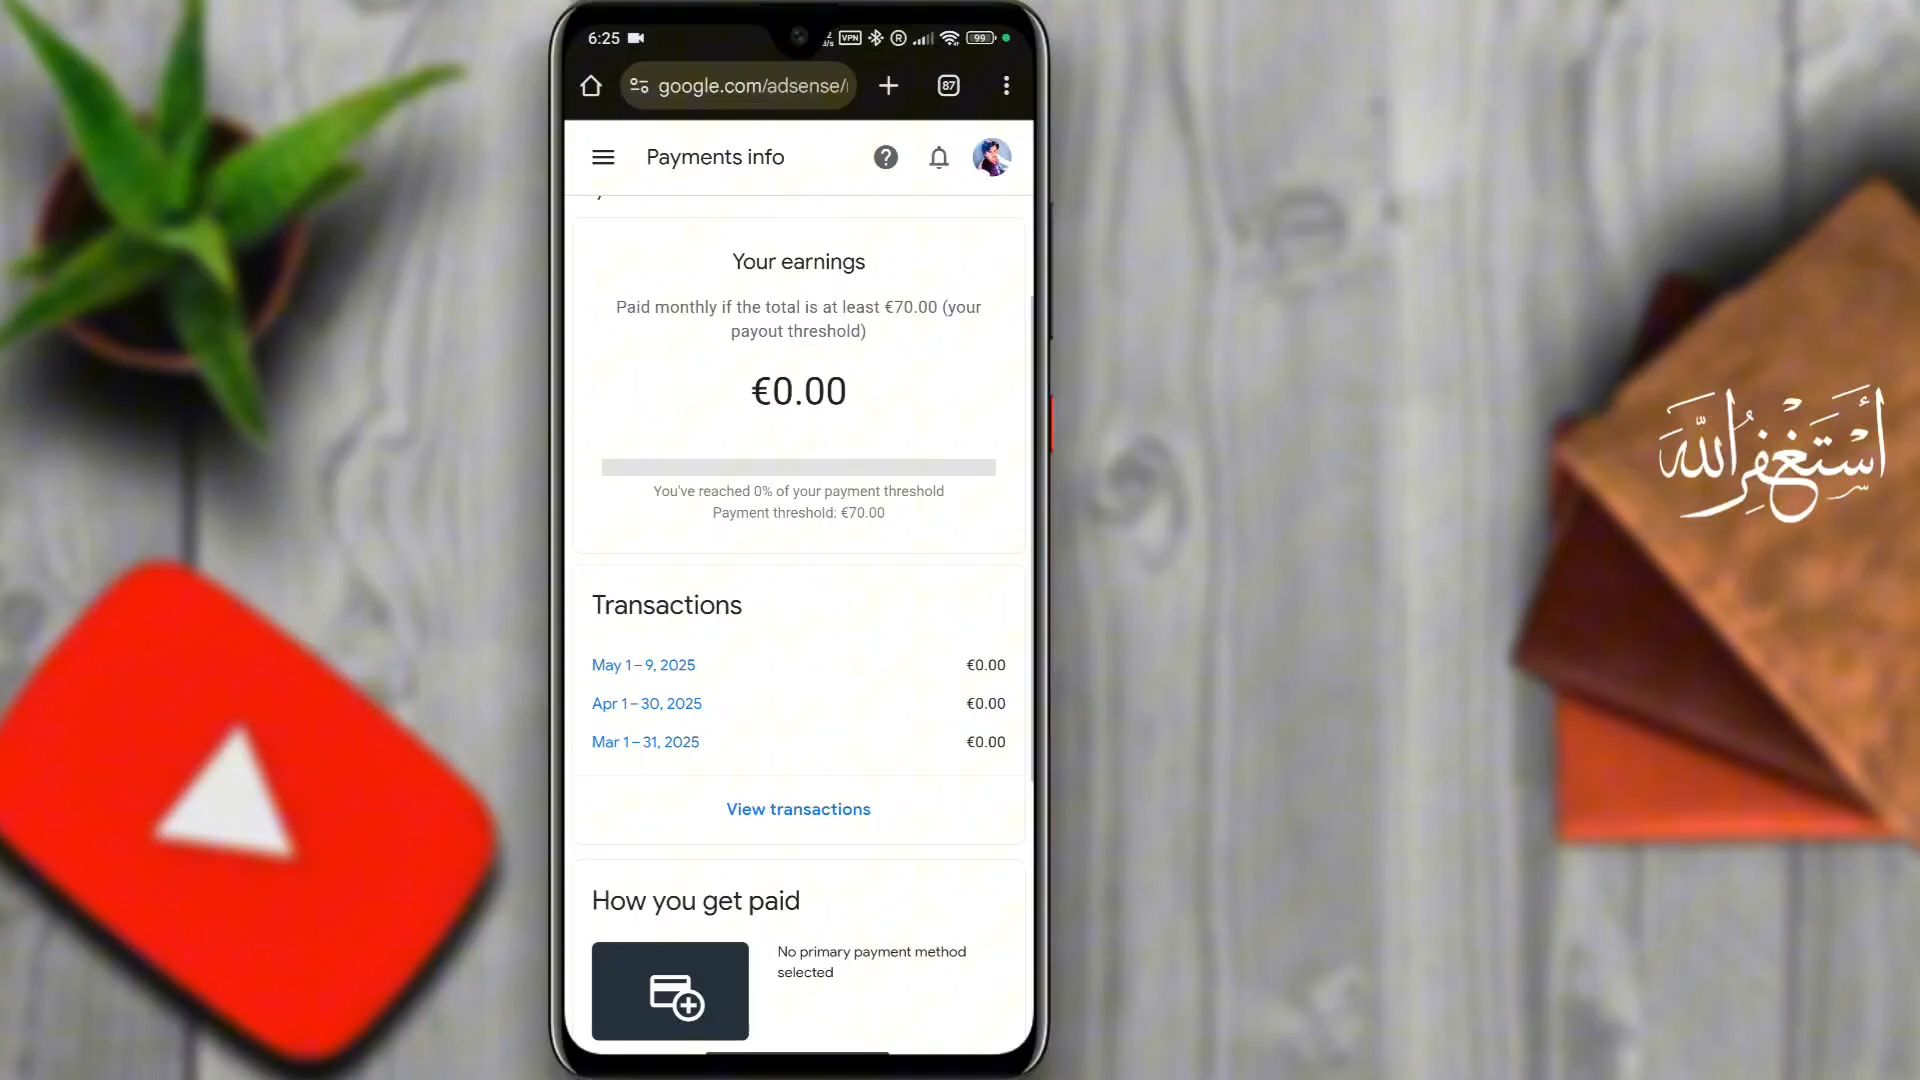 6:25
VPN
99
google.com/adsense/
87
Payments info
Your earnings
Paid monthly if the total is at least €70.00 (your
payout threshold)
€0.00
You've reached 0% of your payment threshold
Payment threshold: €70.00
Transactions
May 1 – 9, 2025 €0.00
Apr 1 – 30, 2025 €0.00
Mar 1 – 31, 2025 €0.00
View transactions
How you get paid
No primary payment method
selected
أَسْتَغْفِرُ اللّٰه